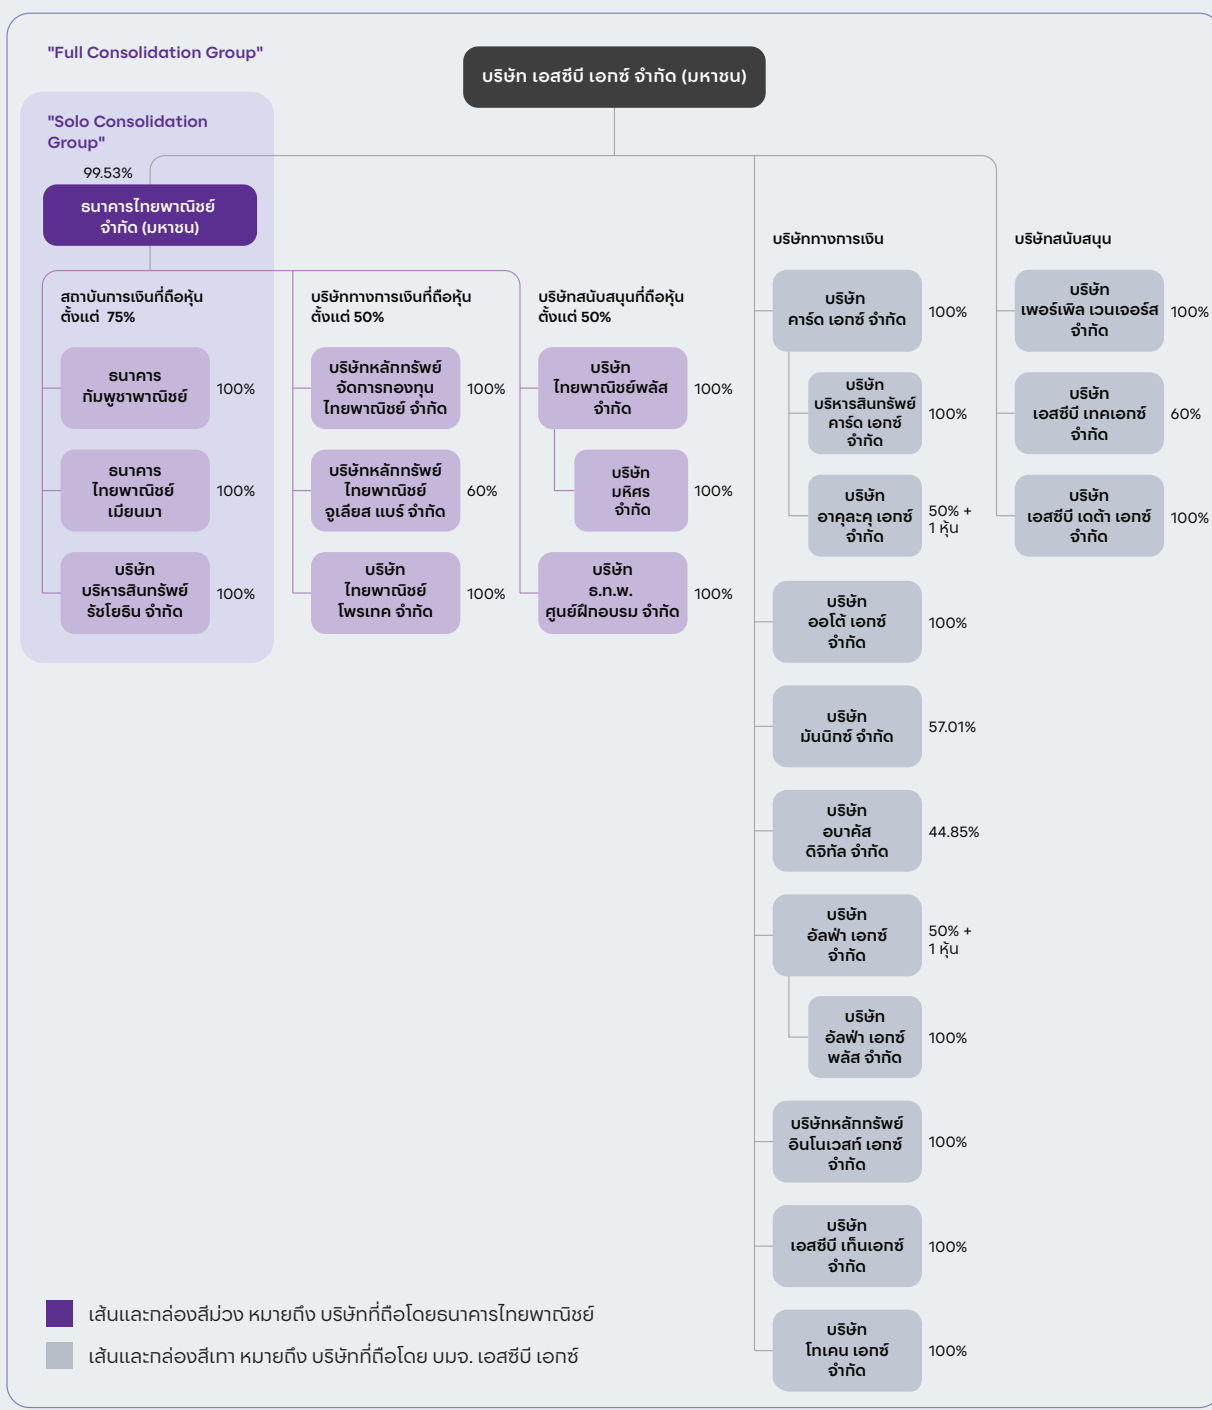 "Full Consolidation Group"
บริษัท เอสซีบี เอกซ์ จำกัด (มหาชน)
"Solo Consolidation
Group"
99.53%
ธนาคารไทยพาณิชย์
จำกัด (มหาชน)
สถาบันการเงินที่ถือหุ้น
ตั้งแต่ 75%
ธนาคาร
กัมพูชาพาณิชย์
100%
ธนาคาร
ไทยพาณิชย์
เมียนมา
100%
บริษัท
บริหารสินทรัพย์
รัชโยธิน จำกัด
100%
บริษัททางการเงินที่ถือหุ้น
ตั้งแต่ 50%
บริษัทหลักทรัพย์
จัดการกองทุน
ไทยพาณิชย์ จำกัด
100%
บริษัทหลักทรัพย์
ไทยพาณิชย์
จูเลียส แบร์ จำกัด
60%
บริษัท
ไทยพาณิชย์
โพรเทค จำกัด
100%
บริษัทสนับสนุนที่ถือหุ้น
ตั้งแต่ 50%
บริษัท
ไทยพาณิชย์พลัส
จำกัด
100%
บริษัท
มหิศร
จำกัด
100%
บริษัท
ธ.ท.พ.
ศูนย์ฝึกอบรม จำกัด
100%
บริษัททางการเงิน
บริษัท
คาร์ด เอกซ์ จำกัด
100%
บริษัท
บริหารสินทรัพย์
คาร์ด เอกซ์
จำกัด
100%
บริษัท
อาคุละคุ เอกซ์
จำกัด
50% +
1 หุ้น
บริษัท
ออโต้ เอกซ์
จำกัด
100%
บริษัท
มันนิกซ์ จำกัด
57.01%
บริษัท
อบาคัส
ดิจิทัล จำกัด
44.85%
บริษัท
อัลฟ่า เอกซ์
จำกัด
50% +
1 หุ้น
บริษัท
อัลฟ่า เอกซ์
พลัส จำกัด
100%
บริษัทหลักทรัพย์
อินโนเวสท์ เอกซ์
จำกัด
100%
บริษัท
เอสซีบี เท็นเอกซ์
จำกัด
100%
บริษัท
โทเคน เอกซ์
จำกัด
100%
บริษัทสนับสนุน
บริษัท
เพอร์เพิล เวนเจอร์ส
จำกัด
100%
บริษัท
เอสซีบี เทคเอกซ์
จำกัด
60%
บริษัท
เอสซีบี เดต้า เอกซ์
จำกัด
100%
เส้นและกล่องสีม่วง หมายถึง บริษัทที่ถือโดยธนาคารไทยพาณิชย์
เส้นและกล่องสีเทา หมายถึง บริษัทที่ถือโดย บมจ. เอสซีบี เอกซ์